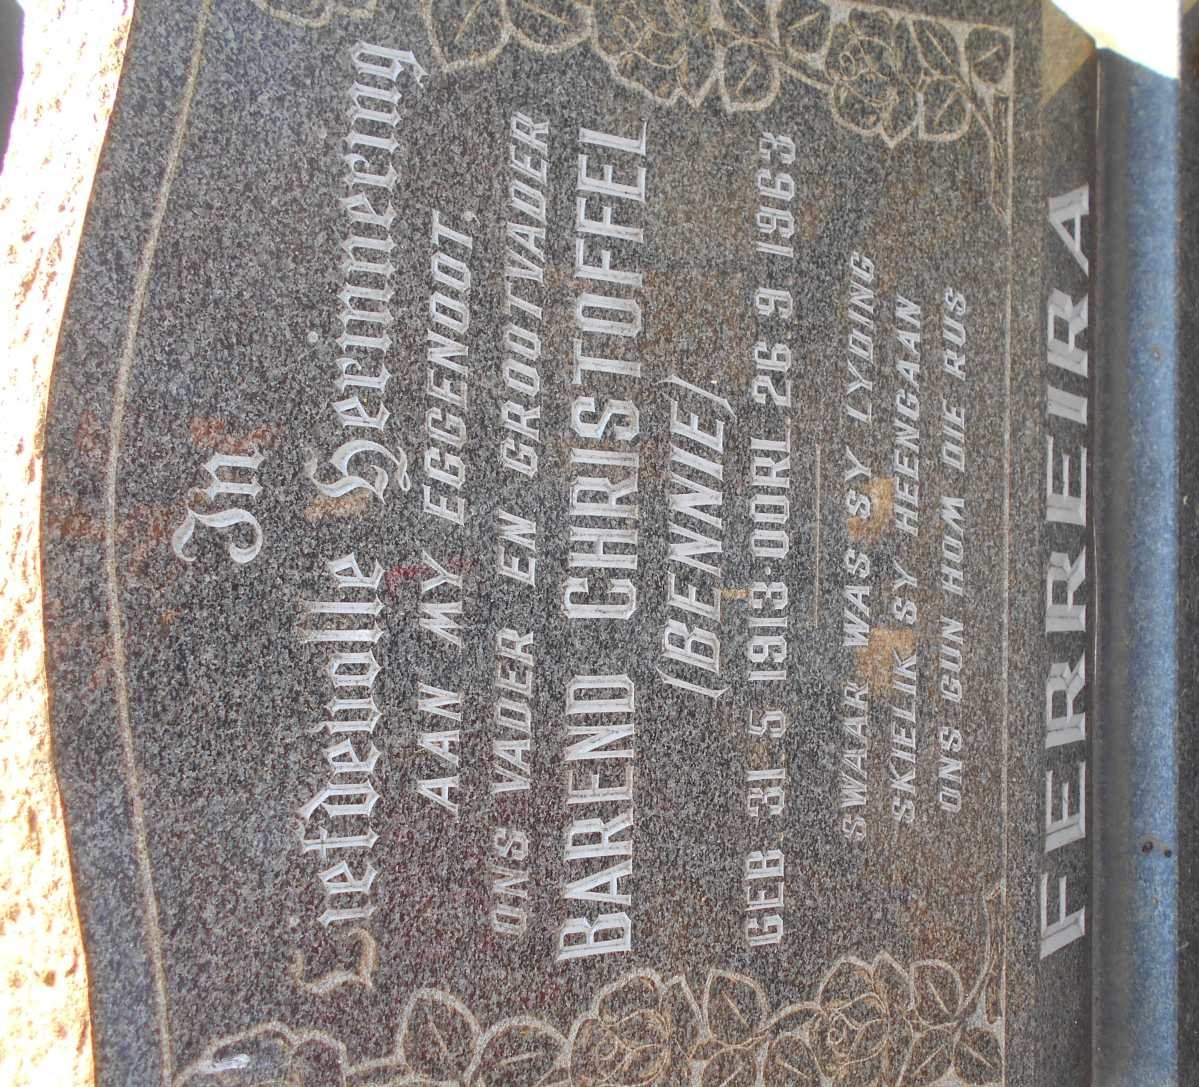 In
Liefdevolle Herinnering
AAN MY EGGENOOT.
ONS VADER EN GROOTVADER
BAREND CHRISTOFFEL
(BENNIE)
GEB 31.5 1918·OORL 26 9 1963
SWAAR WAS SY LYDING
SKIELIK SY HEENGAAN
ONS GUN HOM DIE RUS
FERREIRA